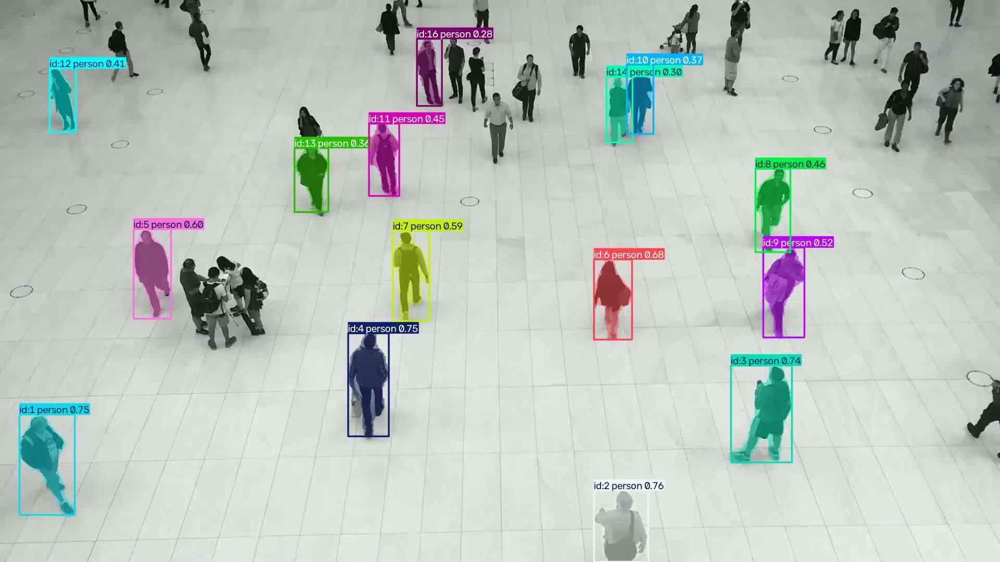 id:16 person 0.28
id:10 person 0.37
id:12 person 0.41
id:14 person 0.30
id:11 person 0.45
id:13 person 0.36
id:8 person 0.46
id:5 person 0.60
id:7 person 0.59
id:9 person 0.52
id:6 person 0.68
id:4 person 0.75
id:3 person 0.74
id:1 person 0.75
id:2 person 0.76